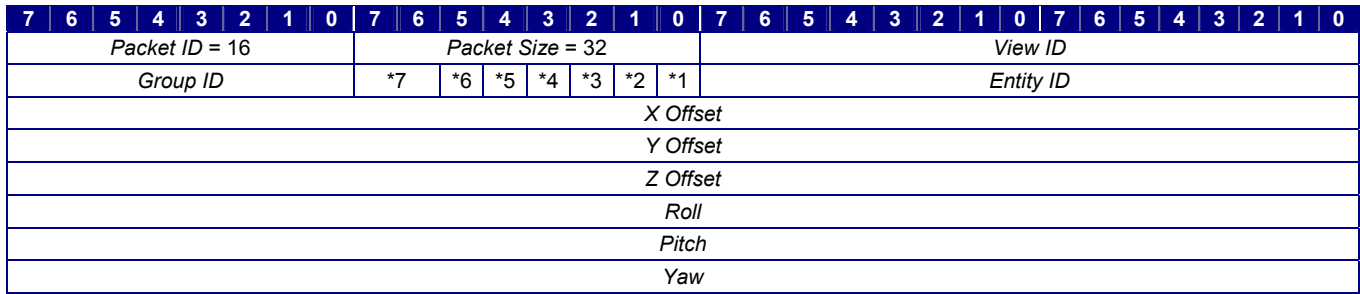 7 6 5 4 3 2 1 0 7 6 5 4 3 2 1 0 7 6 5 4 3 2 1 0 7 6 5 4 3 2 1 0
Packet ID = 16 Packet Size = 32 View ID
Group ID *7 *6 *5 *4 *3 *2 *1 Entity ID
X Offset
Y Offset
Z Offset
Roll
Pitch
Yaw